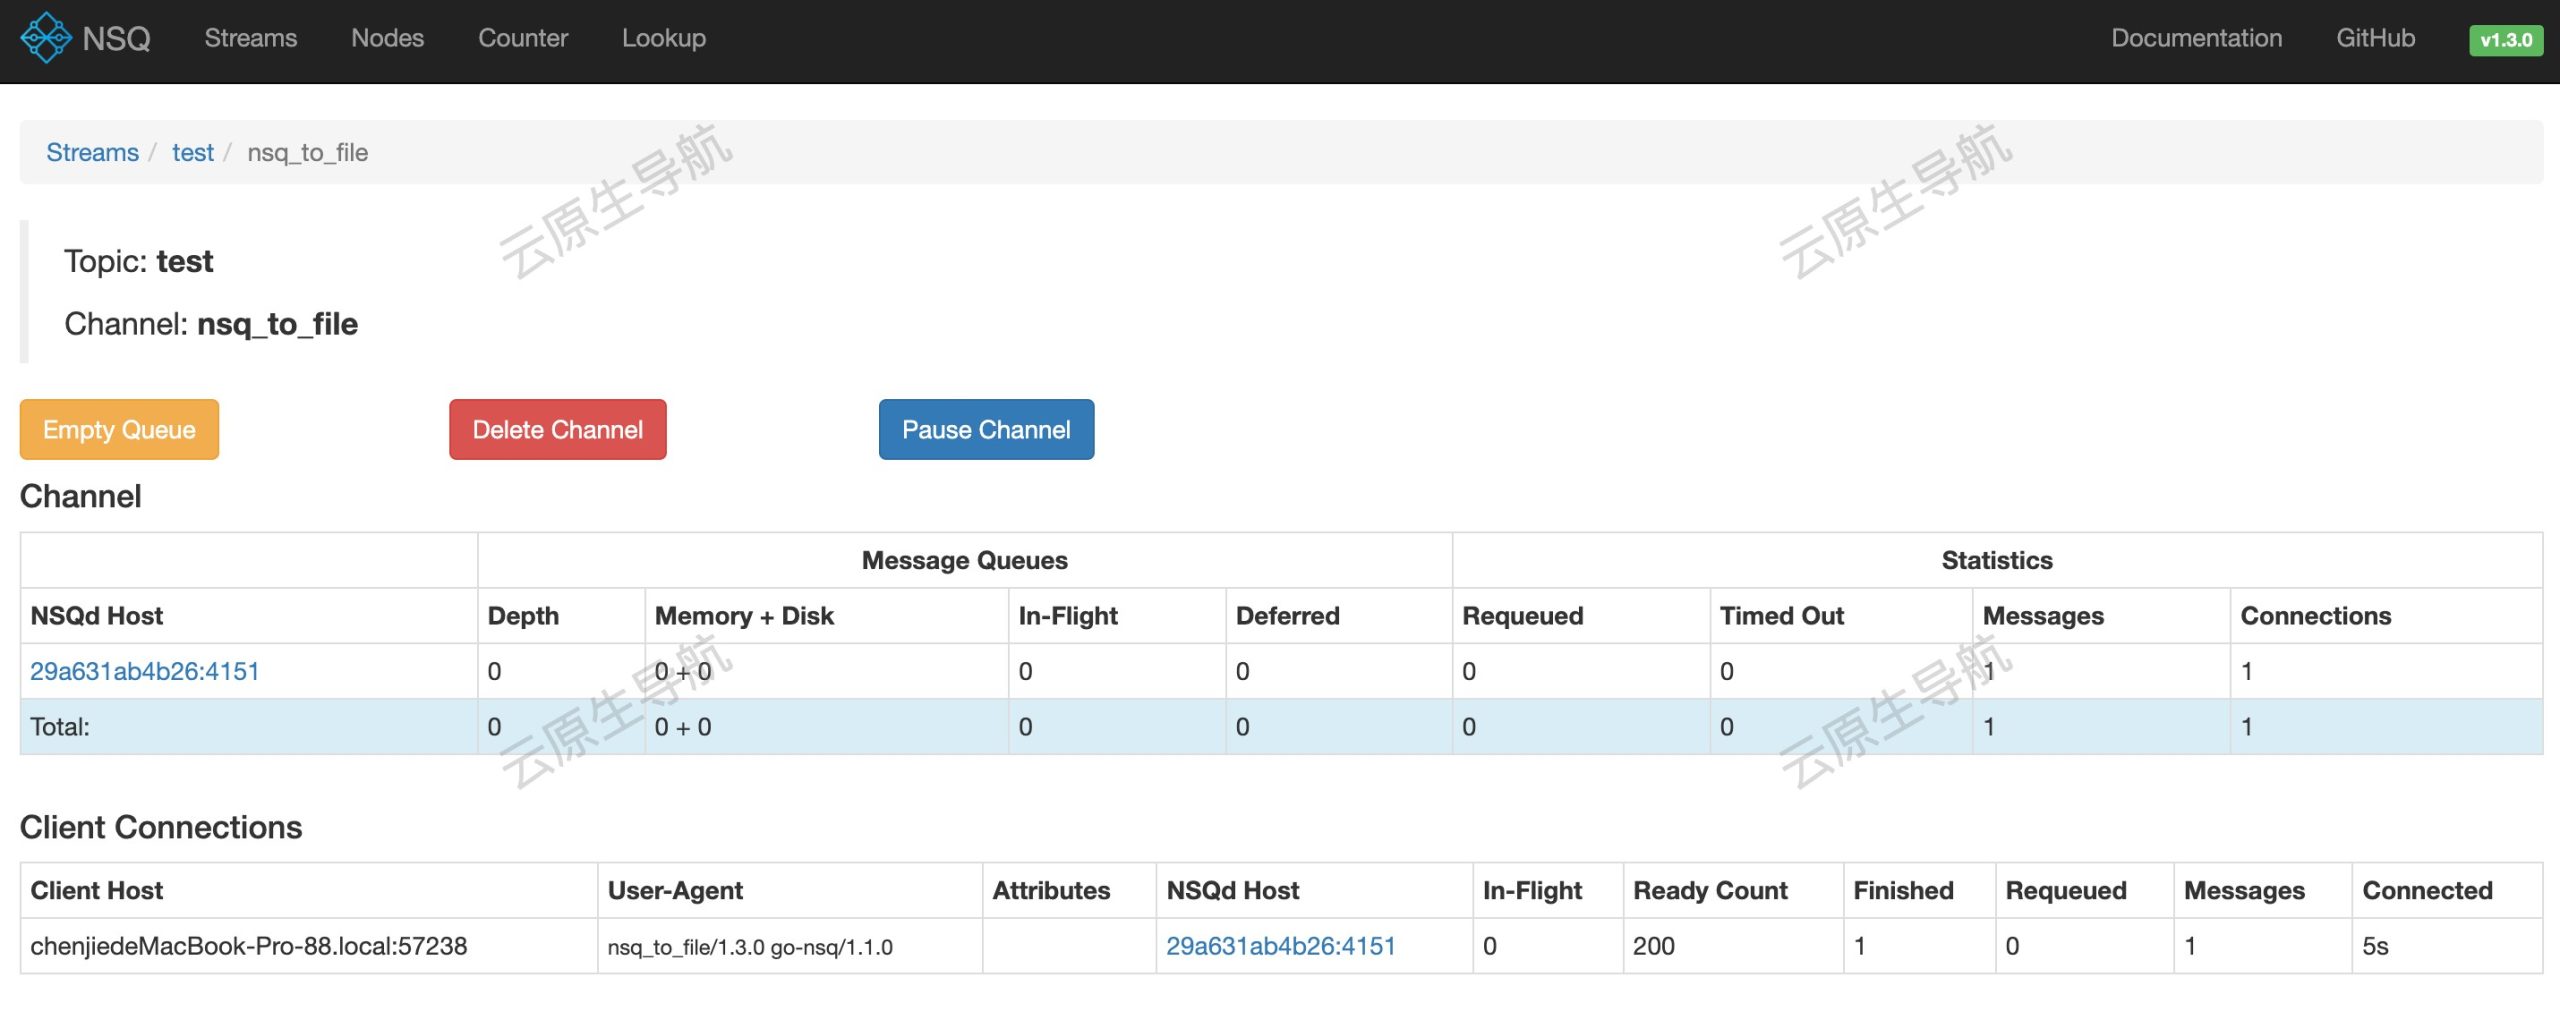 NSQ Streams Nodes Counter Lookup Documentation GitHub v1.3.0
Streams / test / nsq_to_file
云原生导航 云原生导航
Topic: test
Channel: nsq_to_file
Empty Queue Delete Channel Pause Channel
Channel
Message Queues Statistics
NSQd Host Depth Memory + Disk In-Flight Deferred Requeued Timed Out Messages Connections
29a631ab4b26:4151 0 0 + 0 0 0 0 0 1 1
Total: 0 0 + 0 0 0 0 0 1 1
云原生导航 云原生导航
Client Connections
Client Host User-Agent Attributes NSQd Host In-Flight Ready Count Finished Requeued Messages Connected
chenjiedeMacBook-Pro-88.local:57238 nsq_to_file/1.3.0 go-nsq/1.1.0 29a631ab4b26:4151 0 200 1 0 1 5s